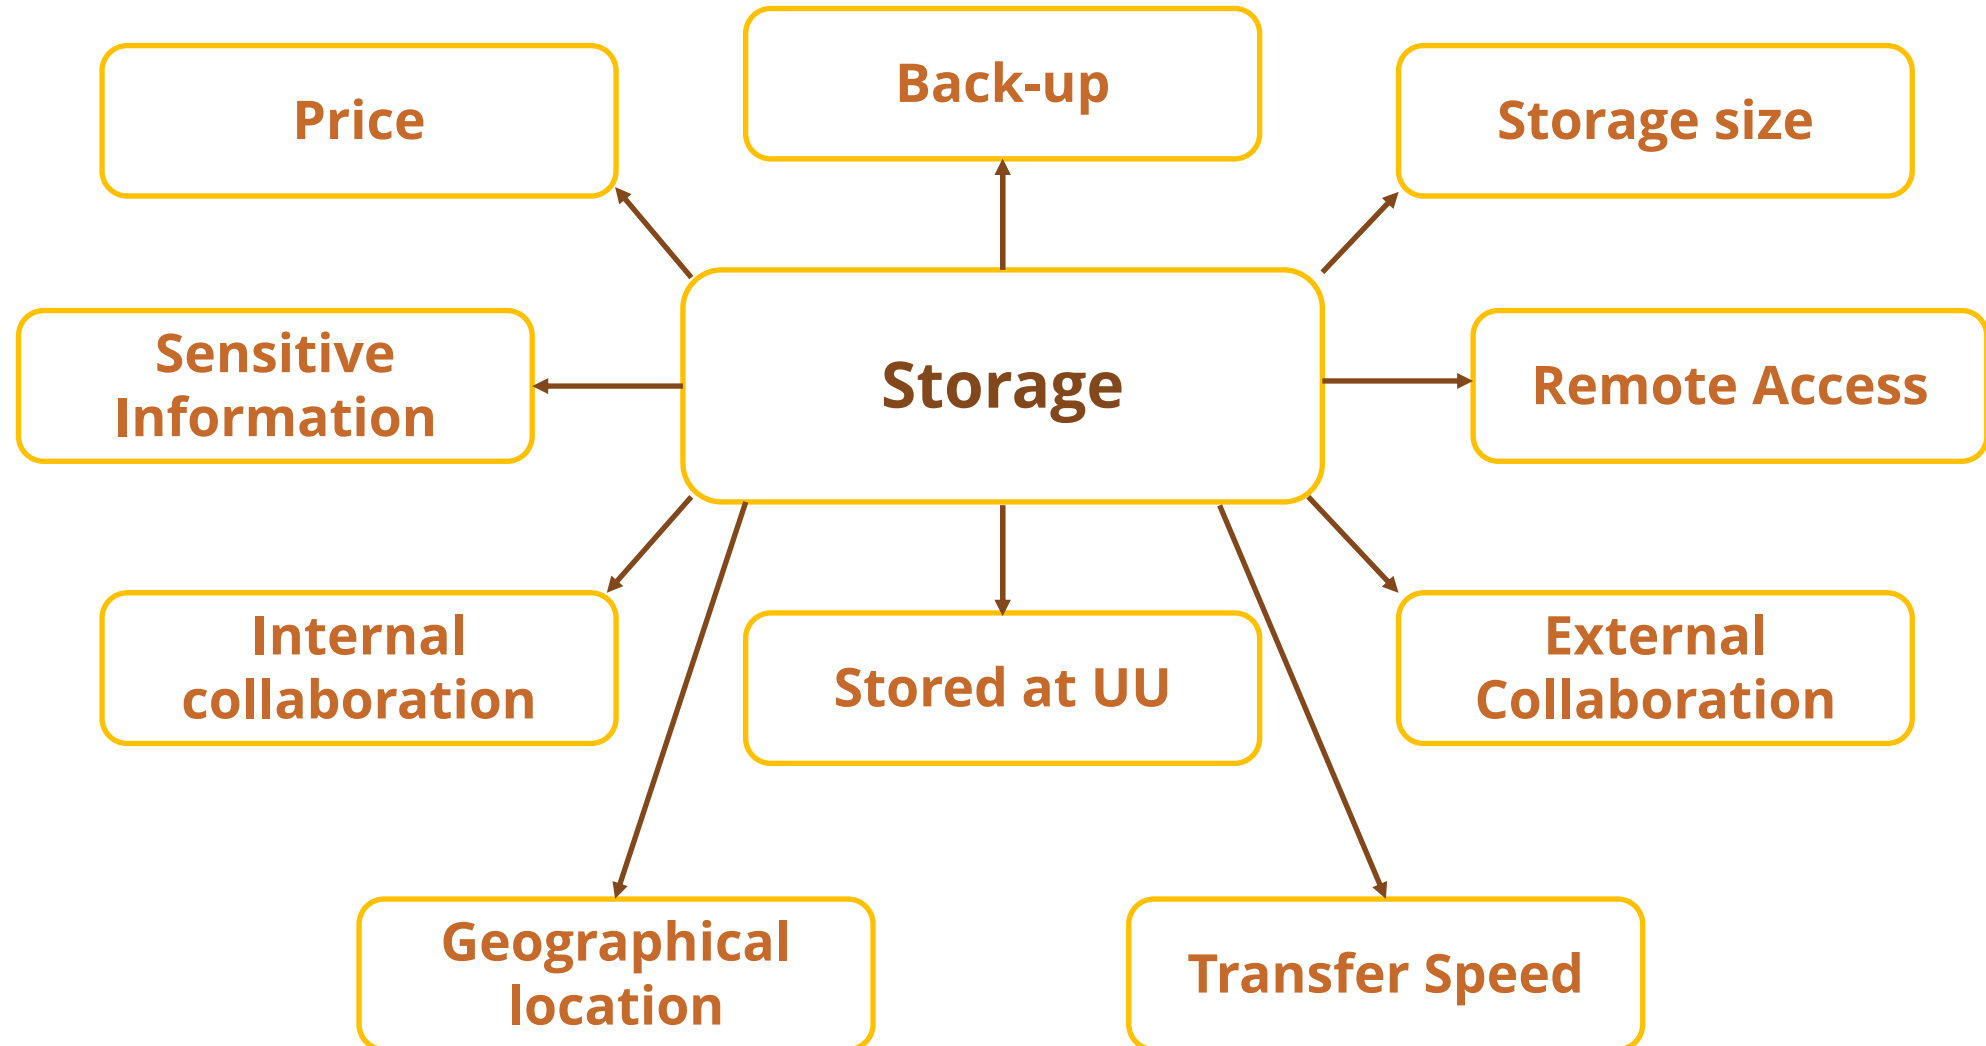 Back-up
Price
Storage size
Sensitive
Information
Storage
Remote Access
Internal
collaboration
Stored at UU
External
Collaboration
Geographical
location
Transfer Speed